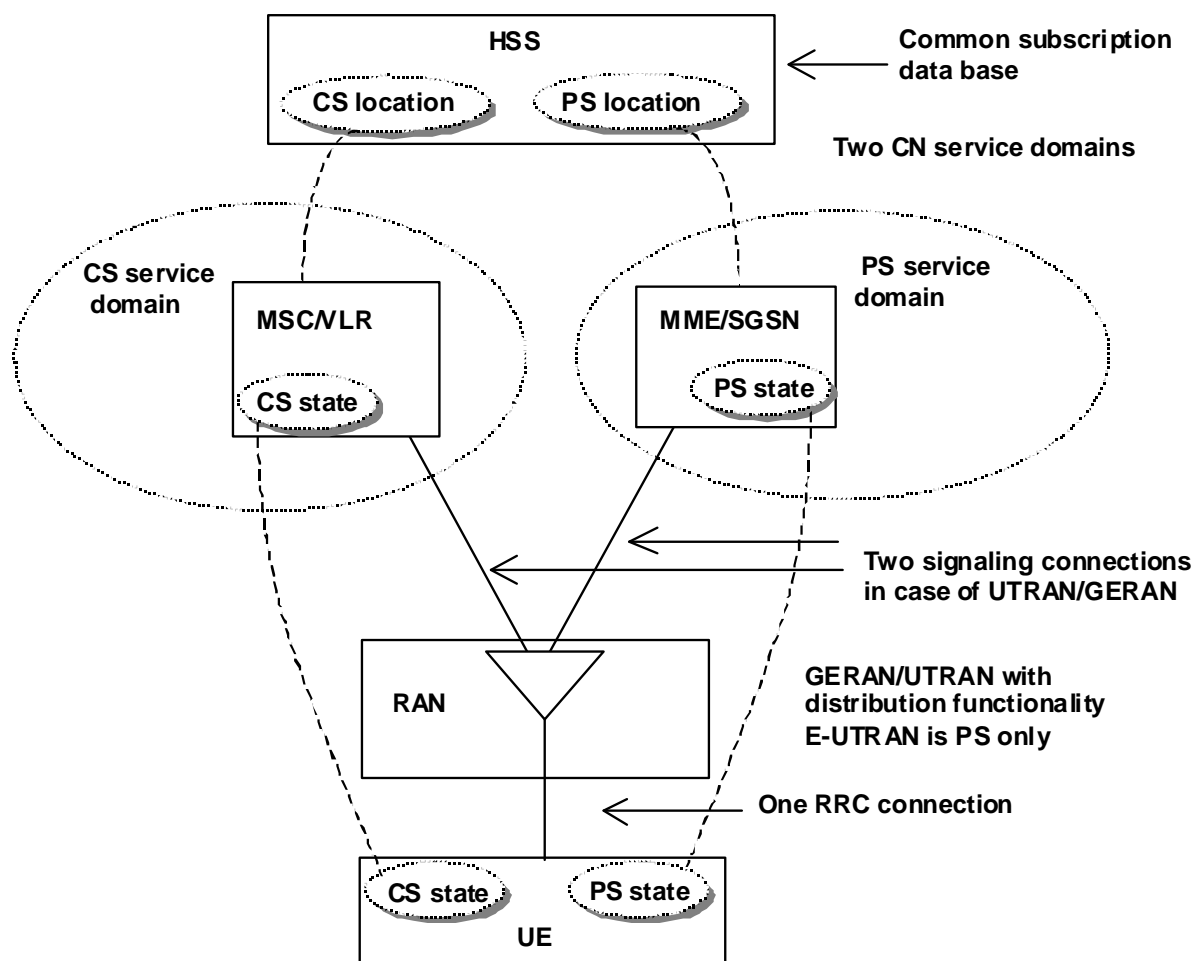 HSS
Common subscription
data base
CS location
PS location
Two CN service domains
CS service
domain
PS service
domain
MSC/VLR
MME/SGSN
CS state
PS state
Two signaling connections
in case of UTRAN/GERAN
RAN
GERAN/UTRAN with
distribution functionality
E-UTRAN is PS only
One RRC connection
CS state
PS state
UE